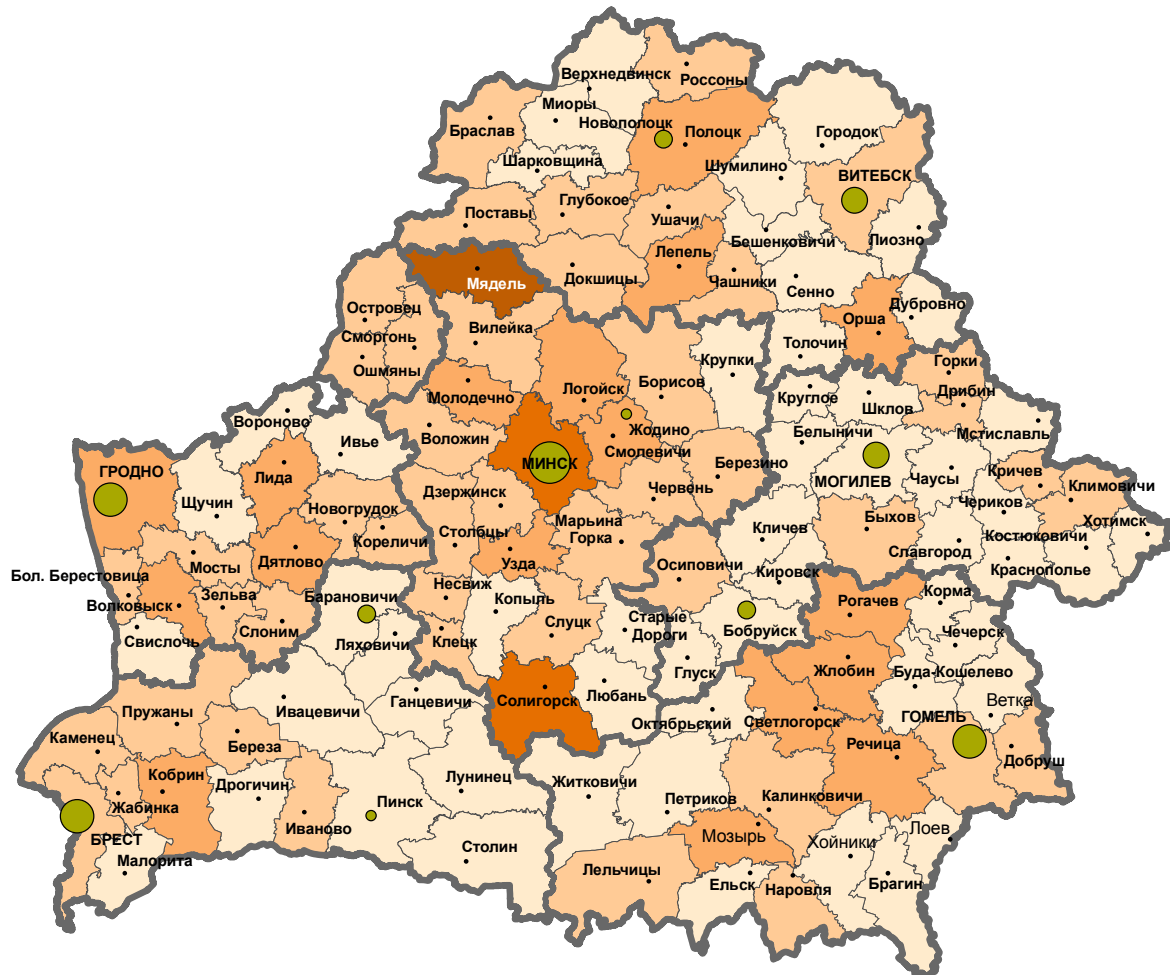 Верхнедвинск
Россоны
Миоры
Новополоцк
Браслав
Полоцк
Городок
Шарковщина
Шумилино
ВИТЕБСК
Глубокое
Поставы
Ушачи
Бешенковичи
Лиозно
Лепель
Докшицы
Мядель
Чашники
Сенно
Островец
Дубровно
Орша
Вилейка
Сморгонь
Толочин
Крупки
Ошмяны
Горки
Логойск
Борисов
Дрибин
Молодечно
Круглое
Шклов
Вороново
Мстиславль
Воложин
Жодино
Белыничи
Ивье
Смолевичи
МИНСК
Березино
ГРОДНО
Лида
Кричев
МОГИЛЕВ
Чаусы
Климовичи
Дзержинск
Червень
Щучин
Чериков
Новогрудок
Марьина
Горка
Кличев
Быхов
Хотимск
Столбцы
Кореличи
Костюковичи
Славгород
Дятлово
Узда
Мосты
Осиповичи
Краснополье
Бол. Берестовица
Кировск
Несвиж
Барановичи
Зельва
Копыль
Корма
Волковыск
Рогачев
Старые
Дороги
Слоним
Слуцк
Бобруйск
Свислочь
Клецк
Ляховичи
Чечерск
Жлобин
Глуск
Буда-Кошелево
Любань
Солигорск
Ганцевичи
Ветка
Ивацевичи
Пружаны
Октябрьский
Светлогорск
ГОМЕЛЬ
Каменец
Береза
Речица
Добруш
Кобрин
Дрогичин
Лунинец
Житковичи
Жабинка
Пинск
Петриков
Калинковичи
Иваново
БРЕСТ
Мозырь
Хойники
Лоев
Малорита
Столин
Лельчицы
Ельск
Наровля
Брагин